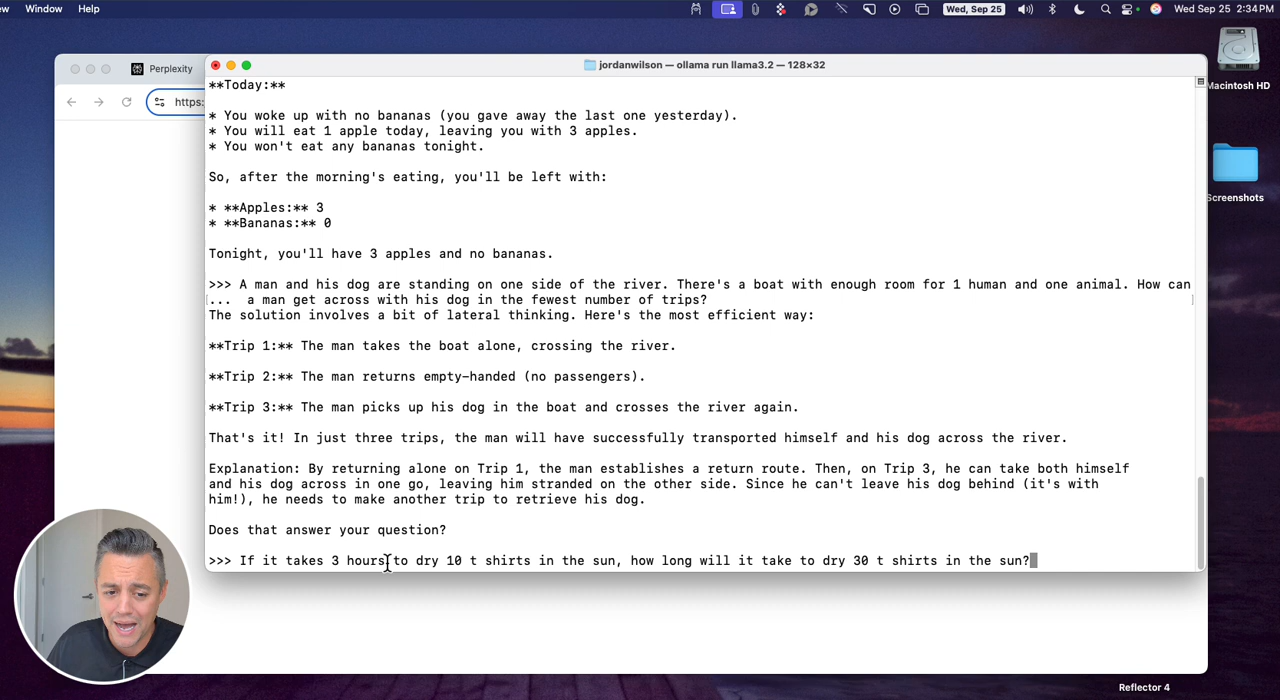 ew Window Help
Wed, Sep 25
Wed Sep 25 2:34 PM
Perplexity
https:
jordanwilson — ollama run llama3.2 — 128×32
**Today:**
* You woke up with no bananas (you gave away the last one yesterday).
* You will eat 1 apple today, leaving you with 3 apples.
* You won't eat any bananas tonight.
So, after the morning's eating, you'll be left with:
* **Apples:** 3
* **Bananas:** 0
Tonight, you'll have 3 apples and no bananas.
>>> A man and his dog are standing on one side of the river. There's a boat with enough room for 1 human and one animal. How can
[... a man get across with his dog in the fewest number of trips? ]
The solution involves a bit of lateral thinking. Here's the most efficient way:
**Trip 1:** The man takes the boat alone, crossing the river.
**Trip 2:** The man returns empty-handed (no passengers).
**Trip 3:** The man picks up his dog in the boat and crosses the river again.
That's it! In just three trips, the man will have successfully transported himself and his dog across the river.
Explanation: By returning alone on Trip 1, the man establishes a return route. Then, on Trip 3, he can take both himself
and his dog across in one go, leaving him stranded on the other side. Since he can't leave his dog behind (it's with
him!), he needs to make another trip to retrieve his dog.
Does that answer your question?
>>> If it takes 3 hours to dry 10 t shirts in the sun, how long will it take to dry 30 t shirts in the sun?
Macintosh HD
Screenshots
Reflector 4